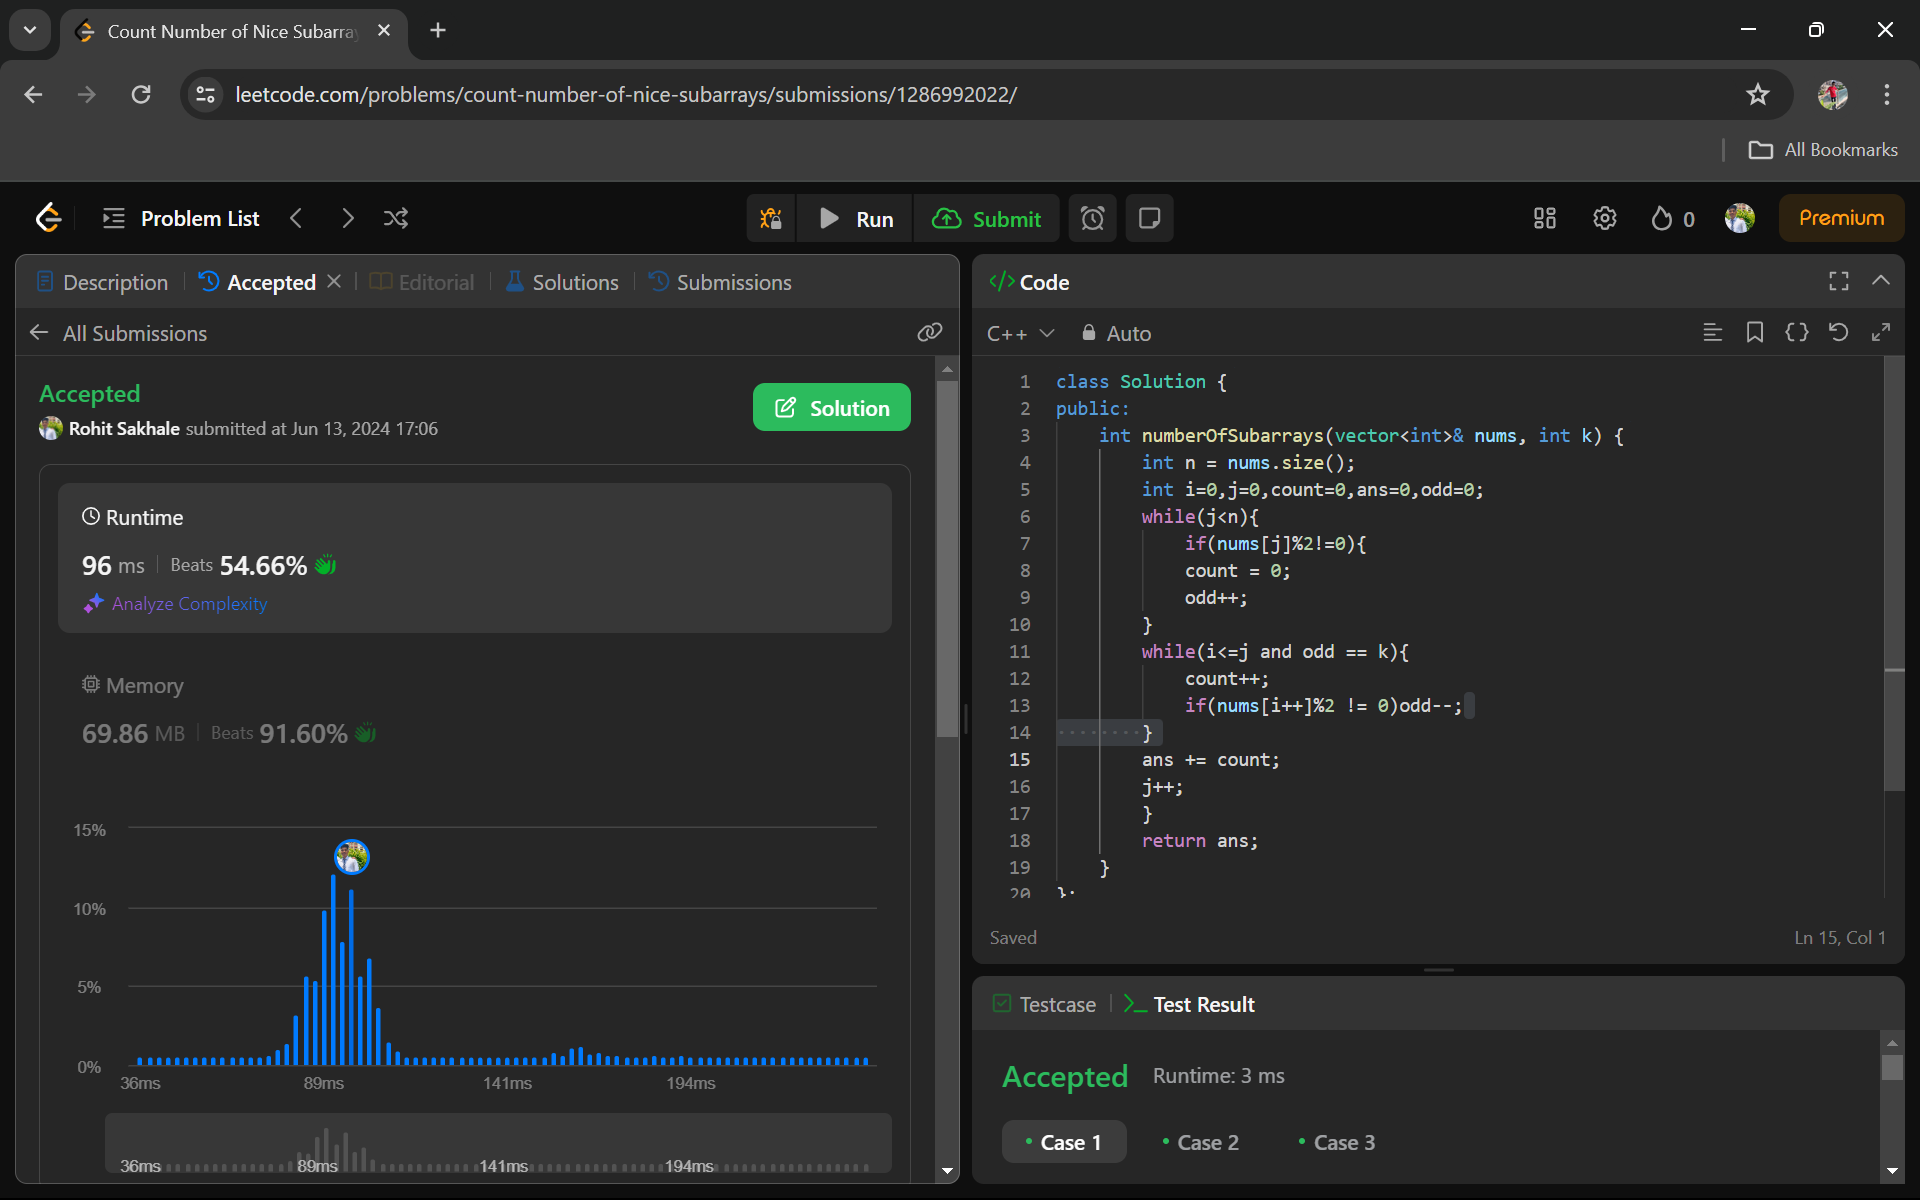 Count Number of Nice Subarra
leetcode.com/problems/count-number-of-nice-subarrays/submissions/1286992022/
All Bookmarks
Problem List
Run
Submit
0
Premium
Description
Accepted
Editorial
Solutions
Submissions
All Submissions
Accepted
Solution
Rohit Sakhale submitted at Jun 13, 2024 17:06
Runtime
96 ms
Beats 54.66%
Analyze Complexity
Memory
69.86 MB
Beats 91.60%
15%
10%
5%
0%
36ms
89ms
141ms
194ms
36ms
89ms
141ms
194ms
</> Code
C++
Auto
1 class Solution {
2 public:
3 int numberOfSubarrays(vector<int>& nums, int k) {
4 int n = nums.size();
5 int i=0,j=0,count=0,ans=0,odd=0;
6 while(j<n){
7 if(nums[j]%2!=0){
8 count = 0;
9 odd++;
10 }
11 while(i<=j and odd == k){
12 count++;
13 if(nums[i++]%2 != 0)odd--;
14 ········}
15 ans += count;
16 j++;
17 }
18 return ans;
19 }
20 };
Saved
Ln 15, Col 1
Testcase
Test Result
Accepted
Runtime: 3 ms
• Case 1
• Case 2
• Case 3